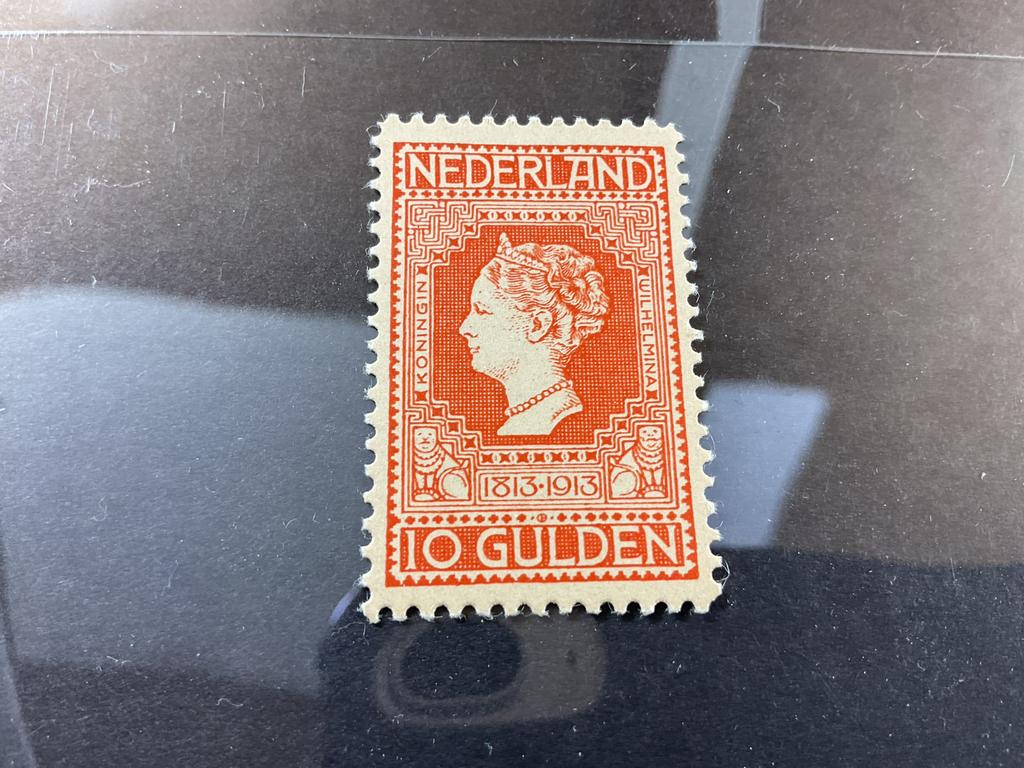 NEDERLAND
KONINGIN
WILHELMINA
1813·1913
10 GULDEN